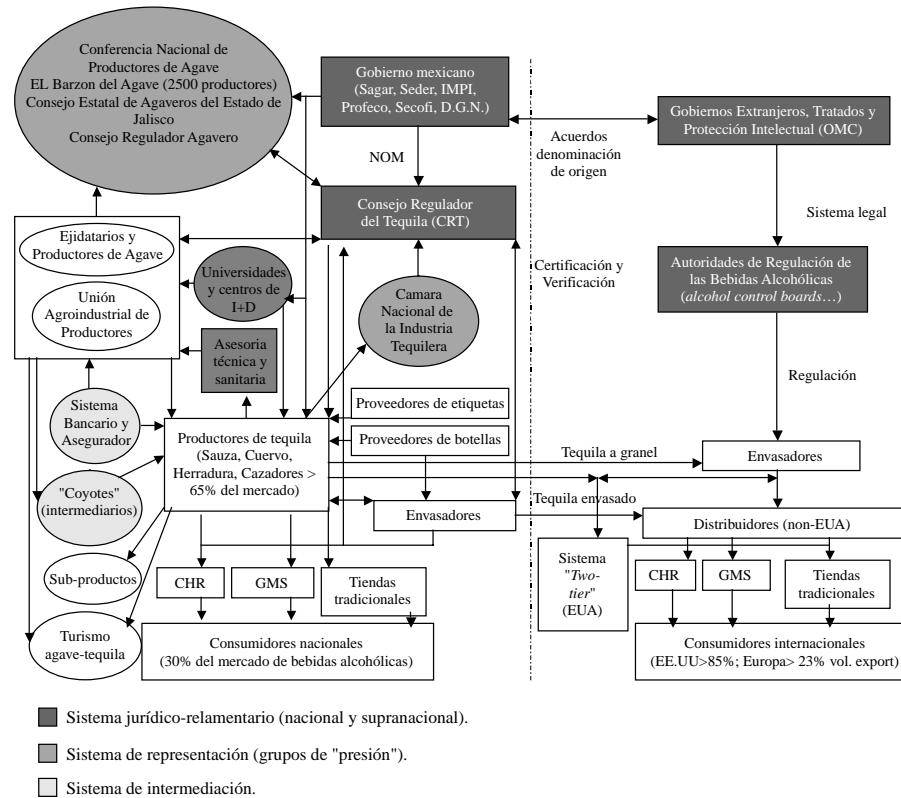 Conferencia Nacional de
Productores de Agave
EL Barzon del Agave (2500 productores)
Consejo Estatal de Agaveros del Estado de
Jalisco
Consejo Regulador Agavero
Gobierno mexicano
(Sagar, Seder, IMPI,
Profeco, Secofi, D.G.N.)
Gobiernos Extranjeros, Tratados y
Protección Intelectual (OMC)
Acuerdos
denominación
de origen
NOM
Consejo Regulador
del Tequila (CRT)
Sistema legal
Ejidatarios y
Productores de Agave
Unión
Agroindustrial de
Productores
Universidades
y centros de
I+D
Camara
Nacional de
la Industria
Tequilera
Certificación y
Verificación
Autoridades de Regulación de
las Bebidas Alcohólicas
(alcohol control boards…)
Asesoria
técnica y
sanitaria
Regulación
Sistema
Bancario y
Asegurador
Proveedores de etiquetas
Proveedores de botellas
Productores de tequila
(Sauza, Cuervo,
Herradura, Cazadores >
65% del mercado)
Tequila a granel
Envasadores
"Coyotes"
(intermediarios)
Tequila envasado
Envasadores
Distribuidores (non-EUA)
Sub-productos
CHR
GMS
Tiendas
tradicionales
Sistema
"Two-
tier"
(EUA)
CHR
GMS
Tiendas
tradicionales
Turismo
agave-tequila
Consumidores nacionales
(30% del mercado de bebidas alcohólicas)
Consumidores internacionales
(EE.UU>85%; Europa> 23% vol. export)
Sistema jurídico-relamentario (nacional y supranacional).
Sistema de representación (grupos de "presión").
Sistema de intermediación.